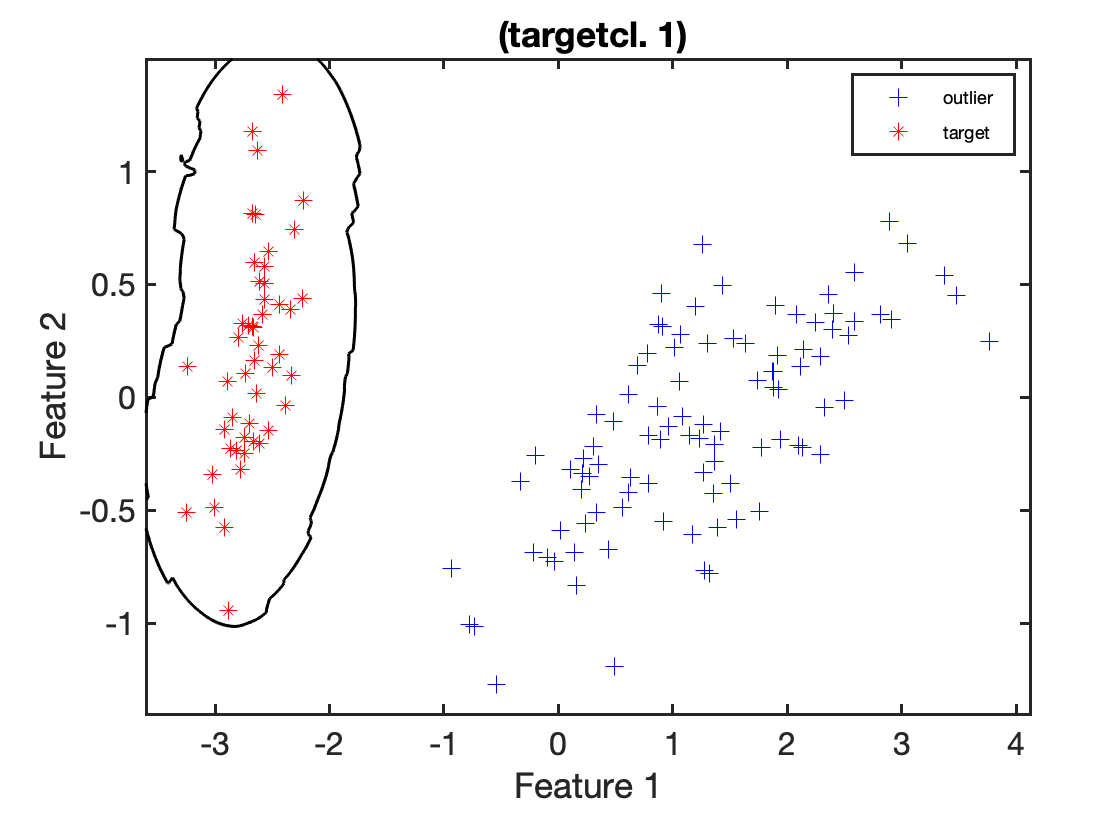 (targetcl. 1)
outlier
target
Feature 2
1
0.5
0
-0.5
-1
-3 -2 -1 0 1 2 3 4
Feature 1